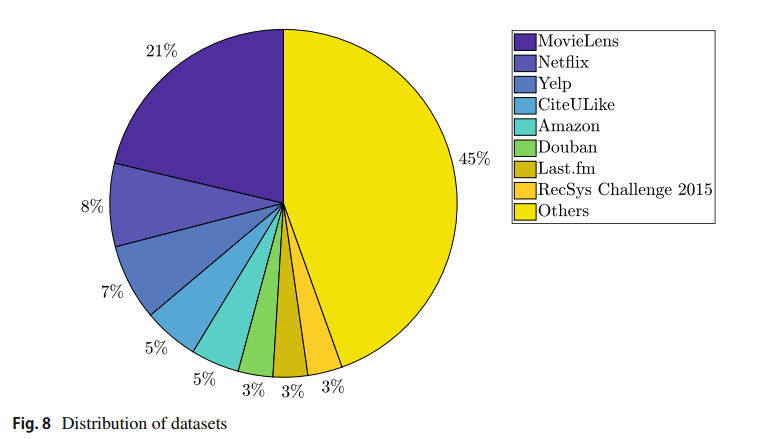 21%
MovieLens
Netflix
Yelp
CiteULike
Amazon
Douban
Last.fm
RecSys Challenge 2015
Others
45%
8%
7%
5%
5%
3%
3%
3%
Fig. 8 Distribution of datasets